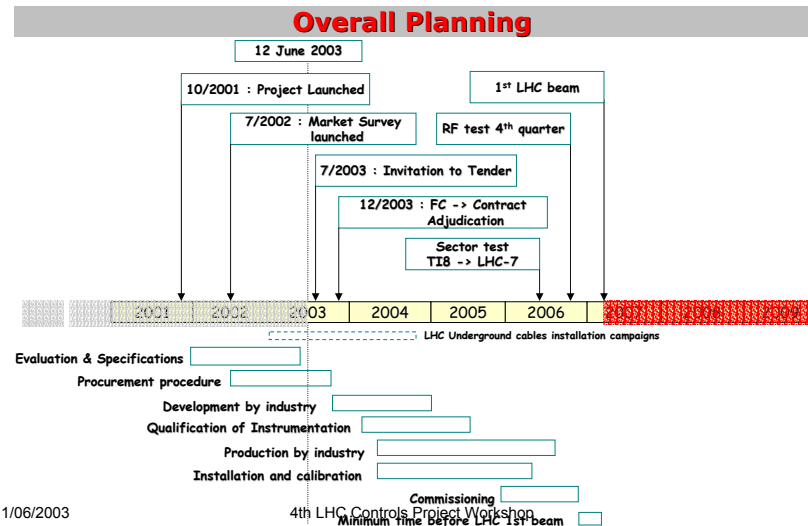 Overall Planning
12 June 2003
10/2001 : Project Launched
1st LHC beam
7/2002 : Market Survey
launched
RF test 4th quarter
7/2003 : Invitation to Tender
12/2003 : FC -> Contract
Adjudication
Sector test
TI8 -> LHC-7
2001 2002 2003 2004 2005 2006 2007 2008 2009
LHC Underground cables installation campaigns
Evaluation & Specifications
Procurement procedure
Development by industry
Qualification of Instrumentation
Production by industry
Installation and calibration
Commissioning
1/06/2003 4th LHC Controls Project Workshop
Minimum time before LHC 1st beam